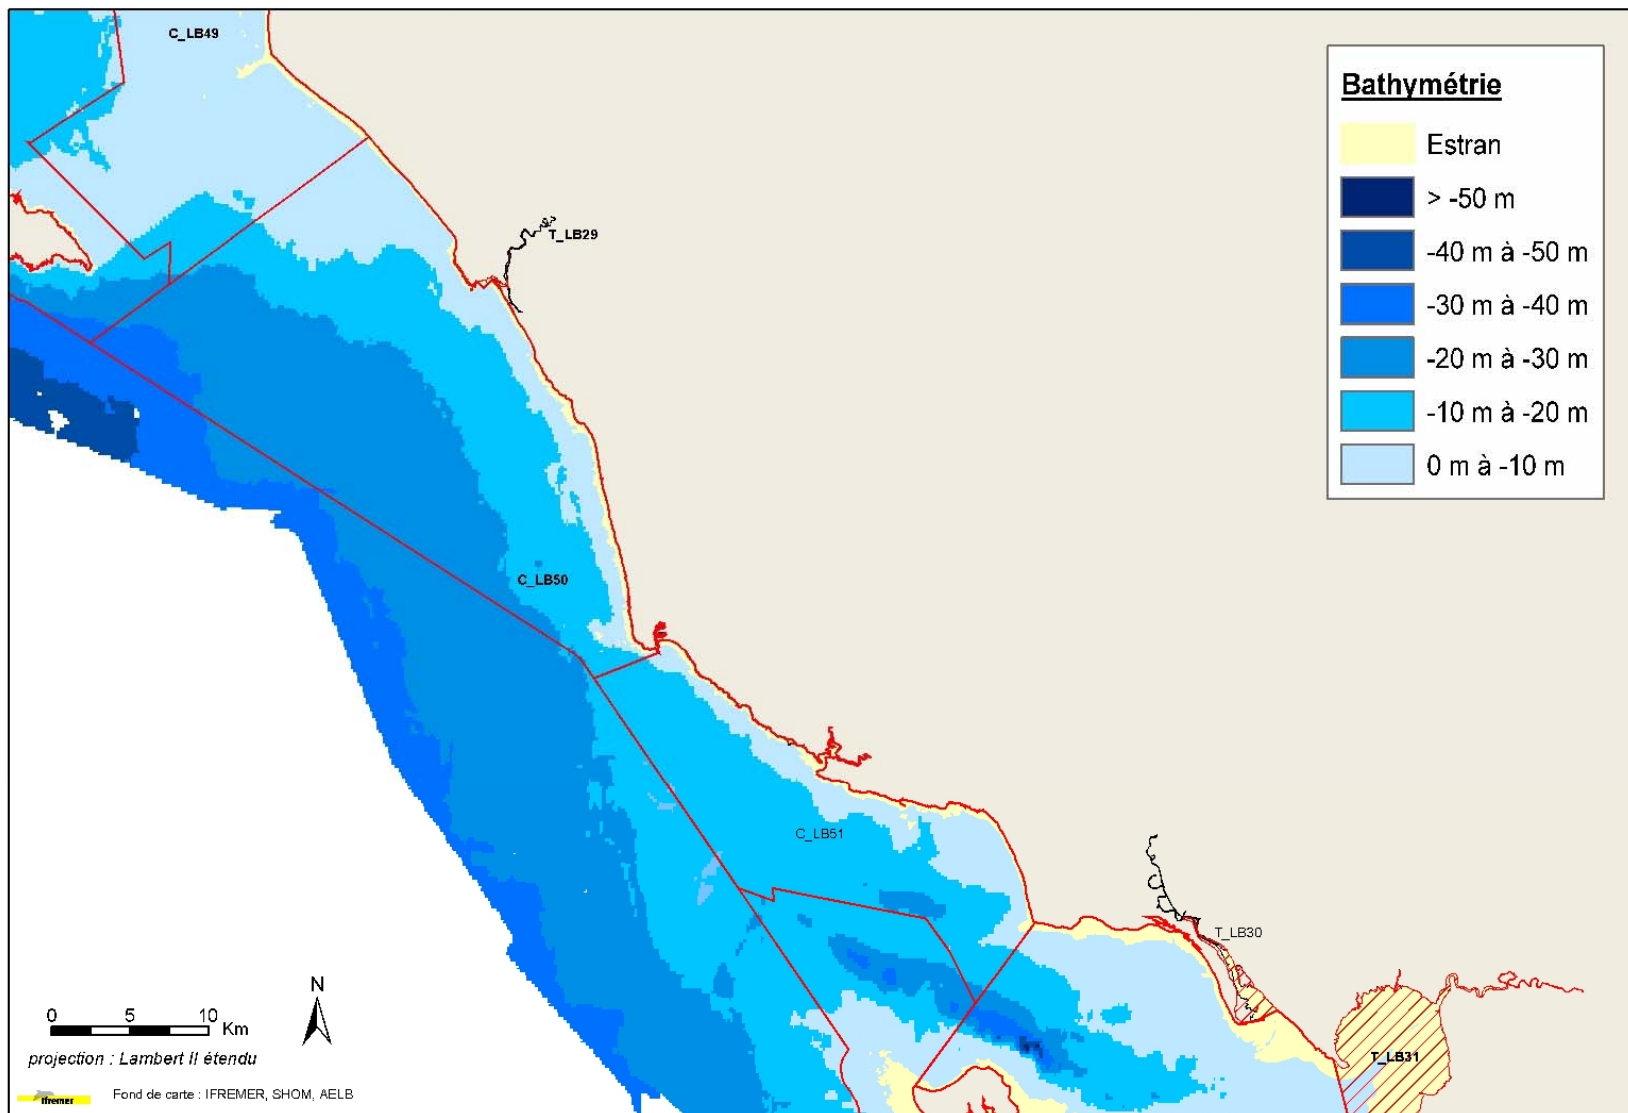 C_LB49
Bathymétrie
Estran
> -50 m
-40 m à -50 m
-30 m à -40 m
-20 m à -30 m
-10 m à -20 m
0 m à -10 m
T_LB29
C_LB50
C_LB51
T_LB30
T_LB31
N
0 5 10 Km
projection : Lambert II étendu
Ifremer
Fond de carte : IFREMER, SHOM, AELB